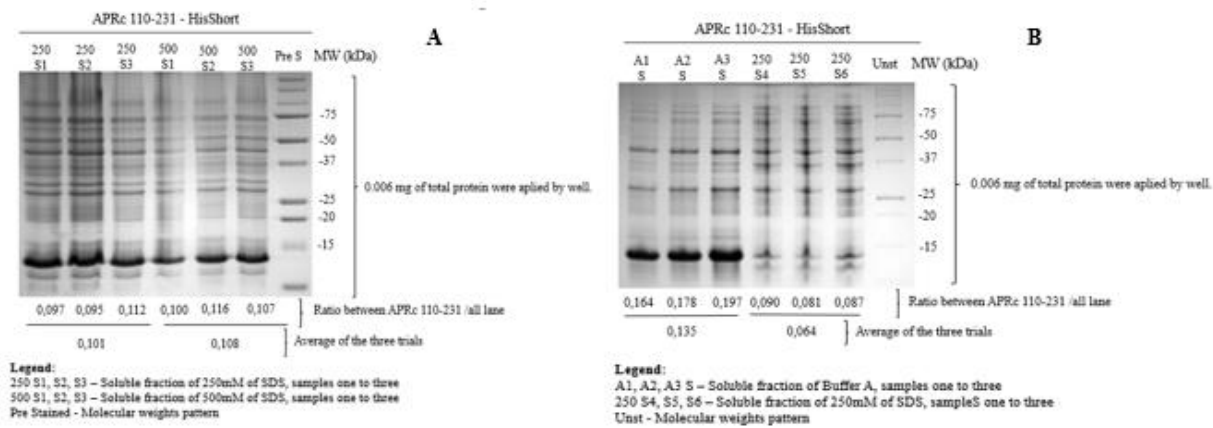 APRc 110-231 - HisShort
A
250 S1 250 S2 250 S3 500 S1 500 S2 500 S3 Pre S MW (kDa)
-75
-50
-37
-25
-20
-15
0.006 mg of total protein were aplied by well.
0,097 0,095 0,112 0,100 0,116 0,107 Ratio between APRc 110-231 /all lane
0,101 0,108 Average of the three trials
Legend:
250 S1, S2, S3 – Soluble fraction of 250mM of SDS, samples one to three
500 S1, S2, S3 – Soluble fraction of 500mM of SDS, samples one to three
Pre Stained - Molecular weights pattern
APRc 110-231 - HisShort
B
A1 S A2 S A3 S 250 S4 250 S5 250 S6 Unst MW (kDa)
-75
-50
-37
-25
-20
-15
0.006 mg of total protein were aplied by well.
0,164 0,178 0,197 0,090 0,081 0,087 Ratio between APRc 110-231 /all lane
0,135 0,064 Average of the three trials
Legend:
A1, A2, A3 S – Soluble fraction of Buffer A, samples one to three
250 S4, S5, S6 – Soluble fraction of 250mM of SDS, sampleS one to three
Unst - Molecular weights pattern